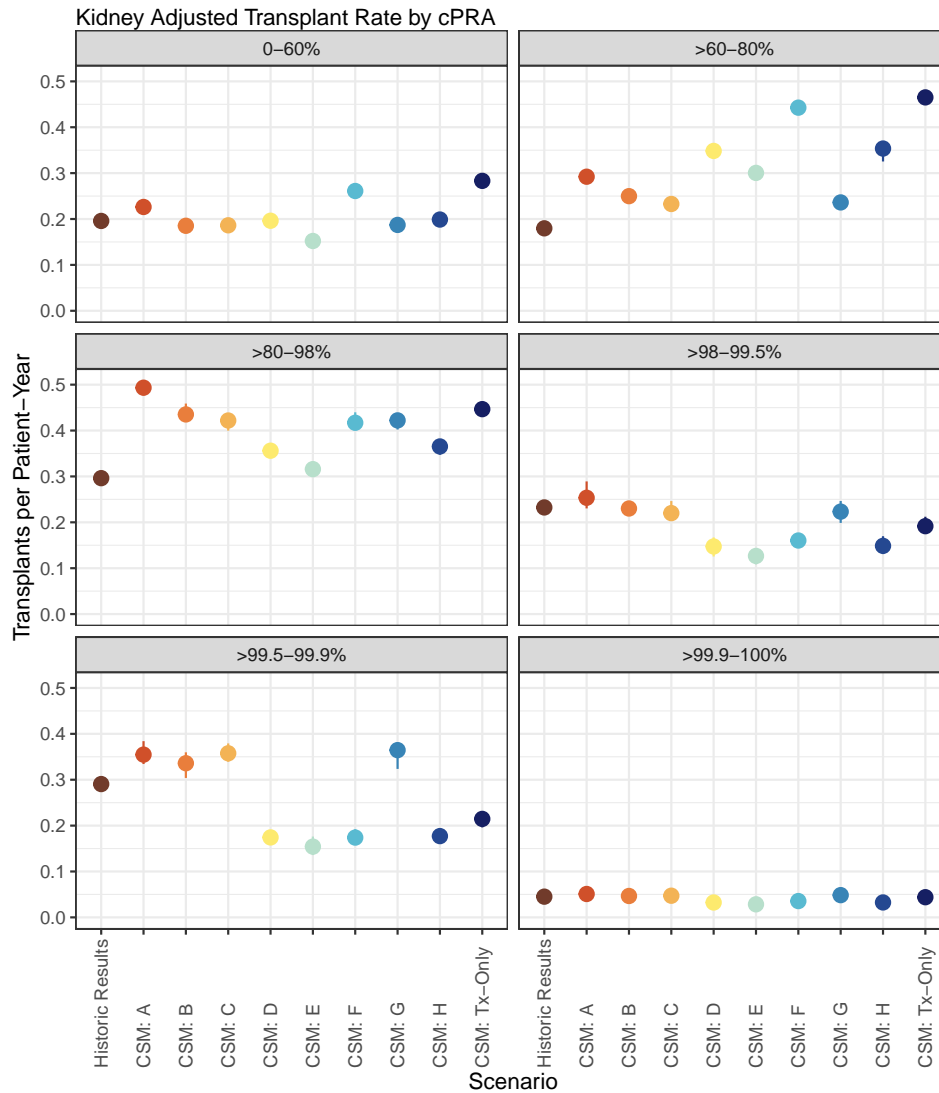 Kidney Adjusted Transplant Rate by cPRA
0−60%
>60−80%
0.5
0.4
0.3
0.2
0.1
0.0
>80−98%
>98−99.5%
0.5
0.4
0.3
0.2
0.1
0.0
>99.5−99.9%
>99.9−100%
0.5
0.4
0.3
0.2
0.1
0.0
Transplants per Patient−Year
Historic Results
CSM: A
CSM: B
CSM: C
CSM: D
CSM: E
CSM: F
CSM: G
CSM: H
CSM: Tx−Only
Historic Results
CSM: A
CSM: B
CSM: C
CSM: D
CSM: E
CSM: F
CSM: G
CSM: H
CSM: Tx−Only
Scenario